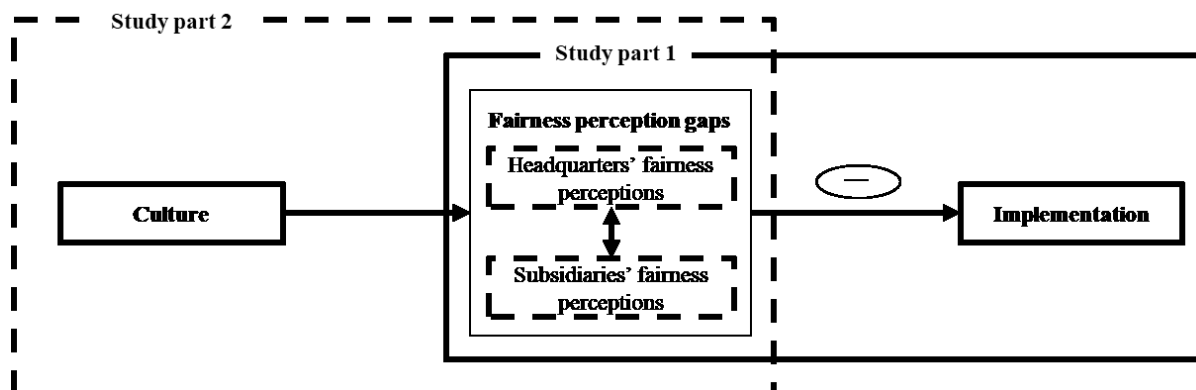 Study part 2
Study part 1
Fairness perception gaps
Headquarters’ fairness
perceptions
Culture
—
Implementation
Subsidiaries’ fairness
perceptions